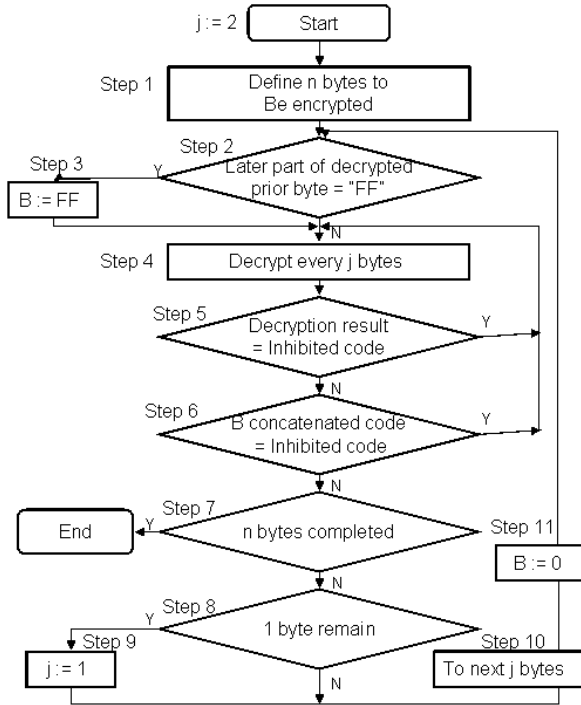 j := 2
Start
Step 1
Define n bytes to
Be encrypted
Step 2
Step 3
Y
Later part of decrypted
prior byte = "FF"
B := FF
N
Step 4
Decrypt every j bytes
Step 5
Decryption result
= Inhibited code
Y
N
Step 6
B concatenated code
= Inhibited code
Y
N
Step 7
End
Y
n bytes completed
Step 11
B := 0
N
Step 8
Y
1 byte remain
Step 9
Step 10
j := 1
N
To next j bytes